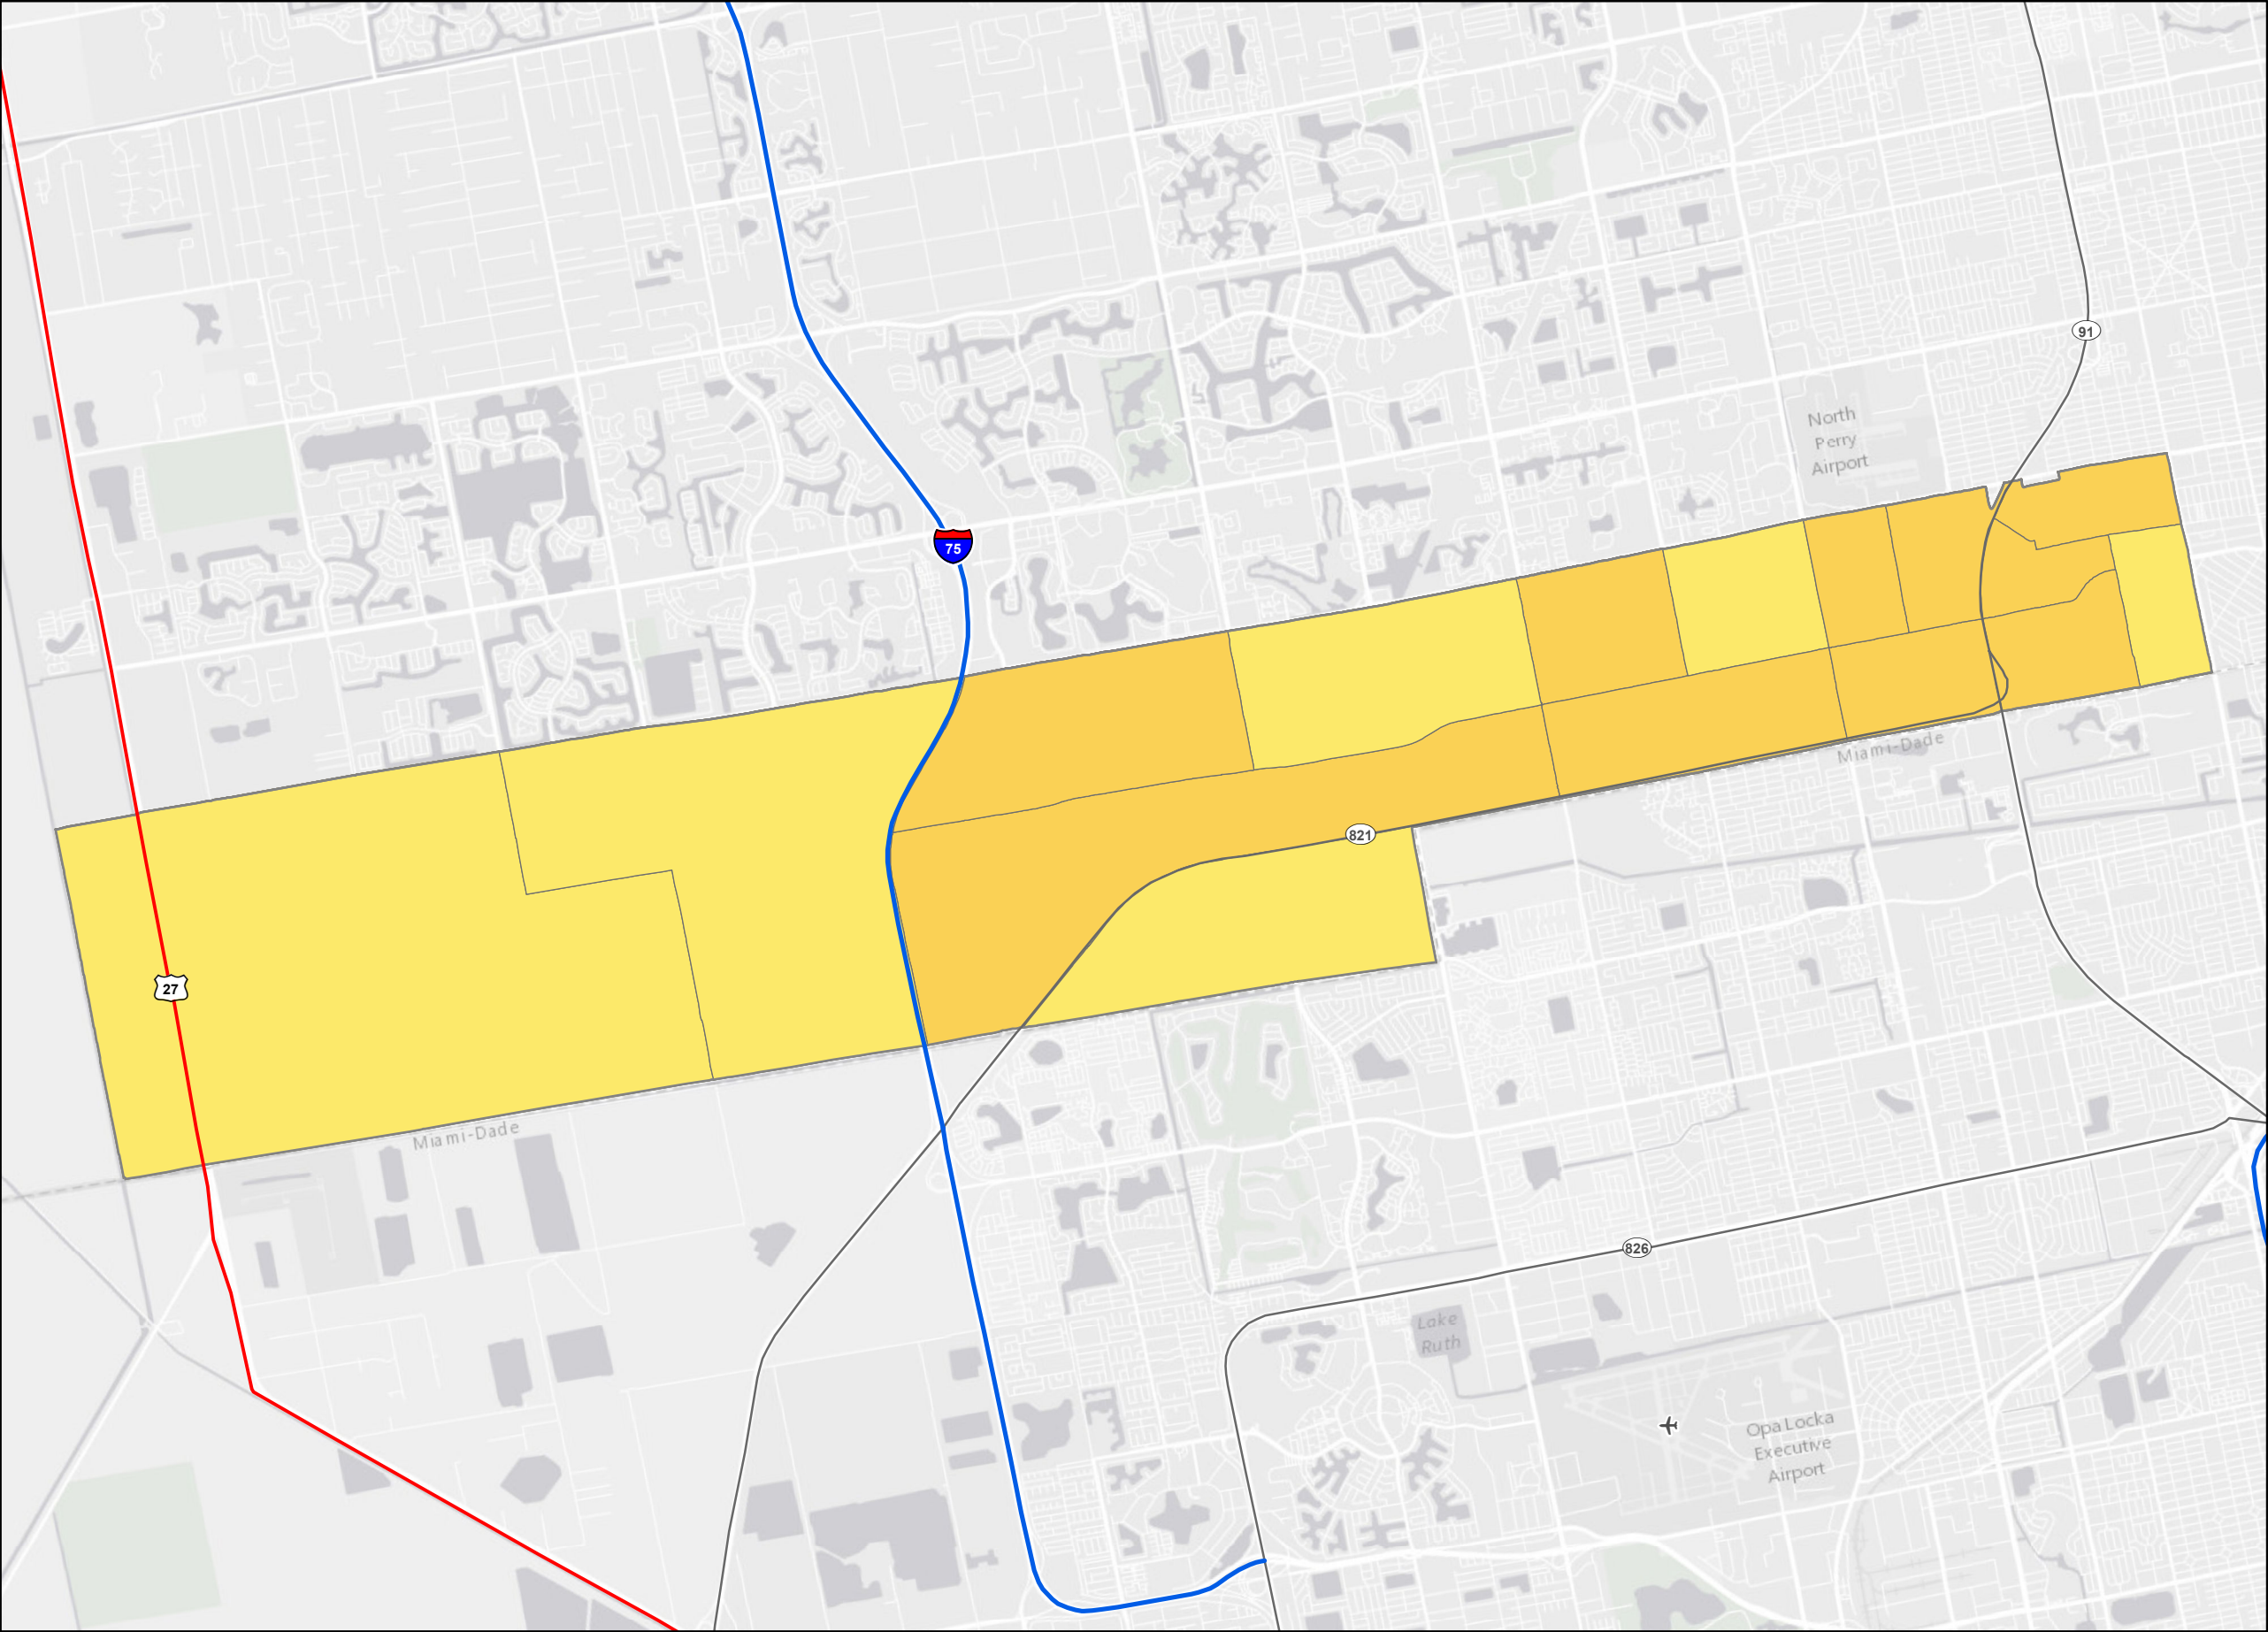 91
North
Perry
Airport
75
Miami-Dade
821
27
Miami-Dade
826
Lake
Ruth
Opa Locka
Executive
Airport